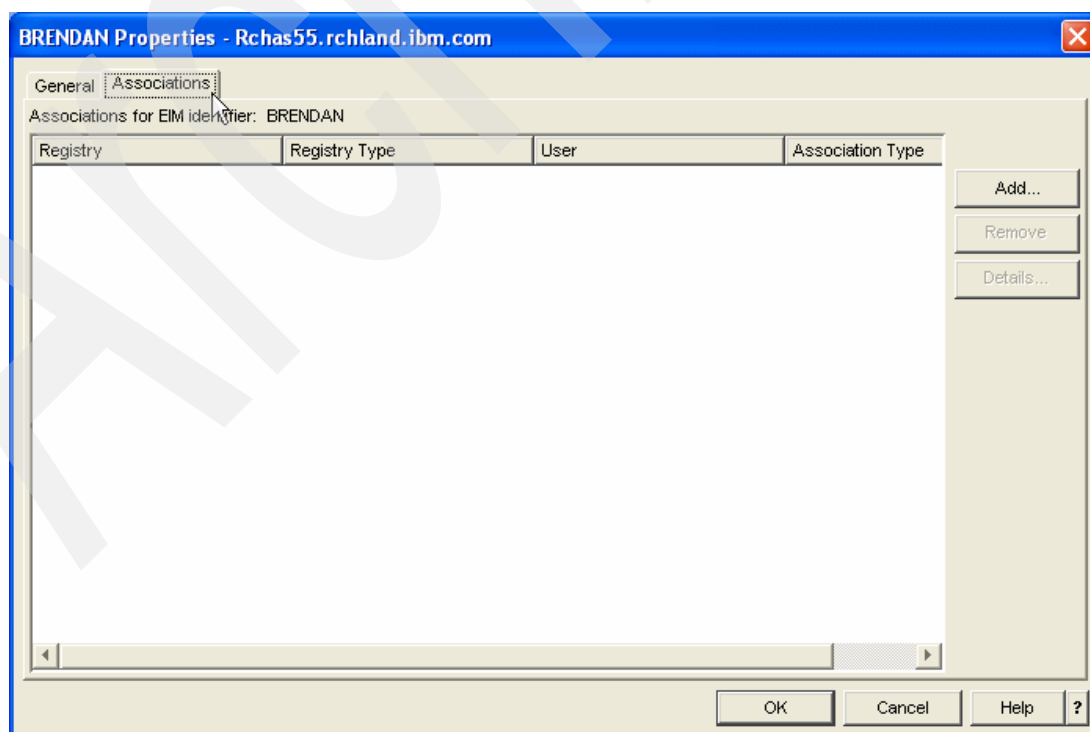 BRENDAN Properties - Rchas55.rchland.ibm.com
General Associations
Associations for EIM identifier: BRENDAN
Registry Registry Type User Association Type
Add...
Remove
Details...
OK Cancel Help ?